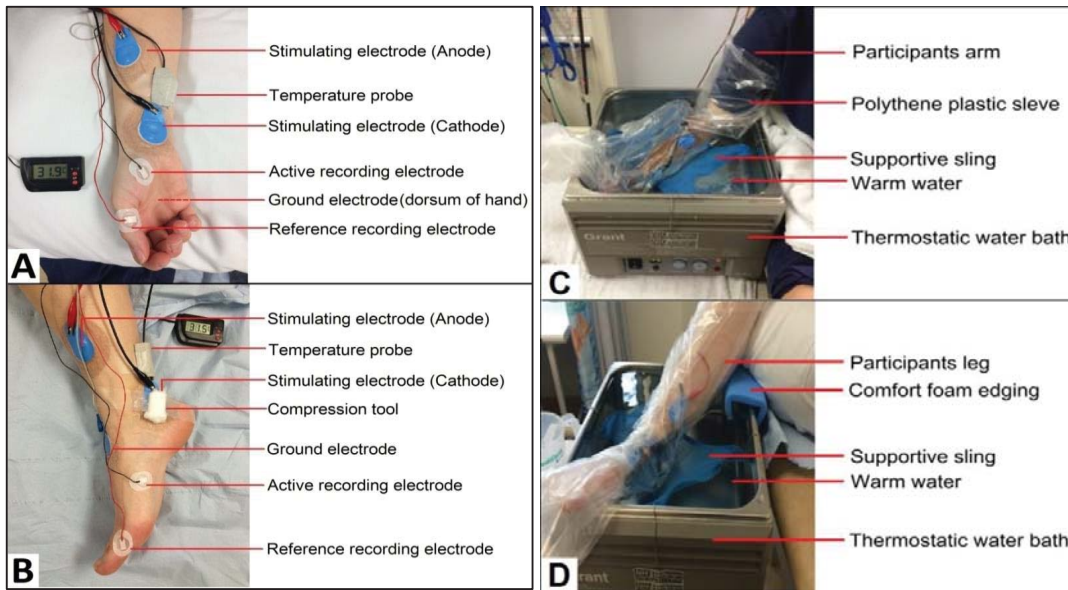 Stimulating electrode (Anode)
Temperature probe
Stimulating electrode (Cathode)
Active recording electrode
Ground electrode (dorsum of hand)
Reference recording electrode
31.9
A
Stimulating electrode (Anode)
Temperature probe
Stimulating electrode (Cathode)
Compression tool
Ground electrode
Active recording electrode
Reference recording electrode
31.5
B
Participants arm
Polythene plastic sleve
Supportive sling
Warm water
Thermostatic water bath
Grant
C
Participants leg
Comfort foam edging
Supportive sling
Warm water
Thermostatic water bath
Grant
D